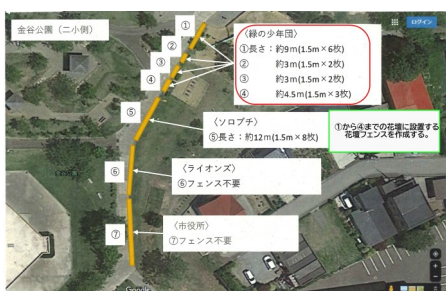 金谷公園（二小側）
ログイン
①
②
③
④
⑤
⑥
⑦
〈緑の少年団〉
①長さ：　約9ｍ(1.5ｍ×6枚)
②　　　　約3ｍ(1.5ｍ×2枚)
③　　　　約3ｍ(1.5ｍ×2枚)
④　　　　約4.5ｍ(1.5ｍ×3枚)
①から④までの花壇に設置する
花壇フェンスを作成する。
〈ソロプチ〉
⑤長さ：約12ｍ(1.5ｍ×8枚)
〈ライオンズ〉
⑥フェンス不要
〈市役所〉
⑦フェンス不要
Google